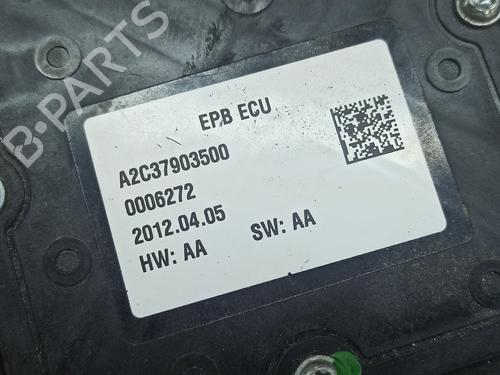 B-PARTS
EPB ECU
A2C37903500
0006272
2012.04.05
HW: AA SW: AA